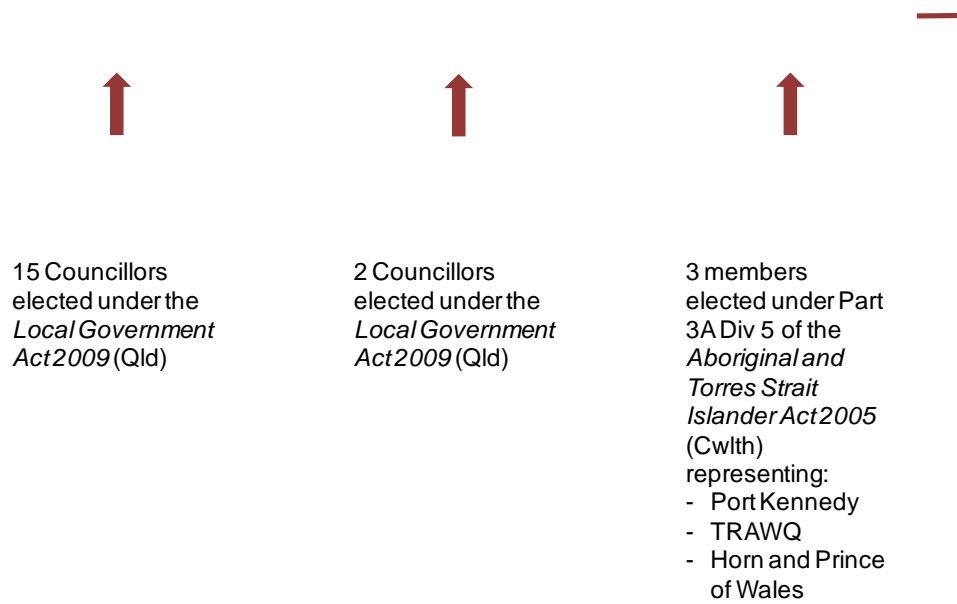 15 Councillors
elected under the
Local Government
Act 2009 (Qld)
2 Councillors
elected under the
Local Government
Act 2009 (Qld)
3 members
elected under Part
3A Div 5 of the
Aboriginal and
Torres Strait
Islander Act 2005
(Cwlth)
representing:
- Port Kennedy
- TRAWQ
- Horn and Prince
of Wales